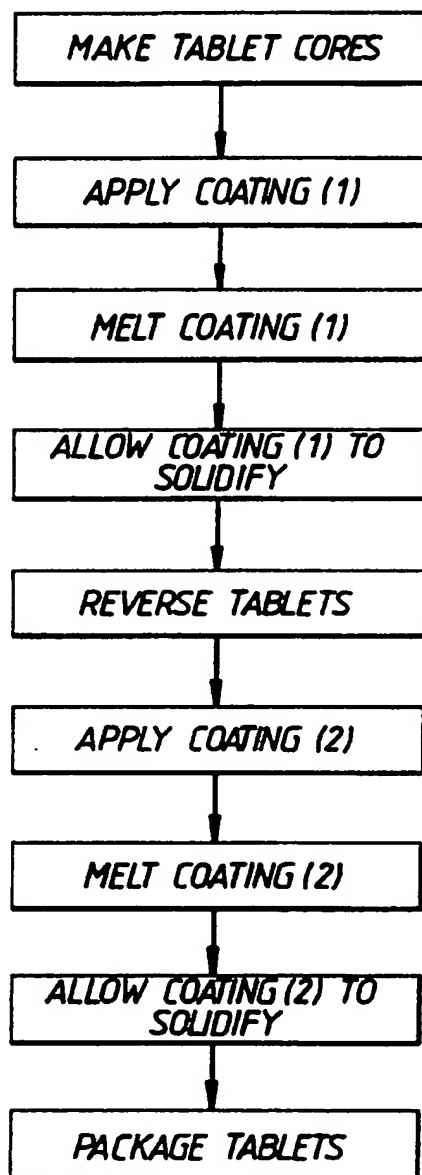 MAKE TABLET CORES
APPLY COATING (1)
MELT COATING (1)
ALLOW COATING (1) TO
SOLIDIFY
REVERSE TABLETS
APPLY COATING (2)
MELT COATING (2)
ALLOW COATING (2) TO
SOLIDIFY
PACKAGE TABLETS